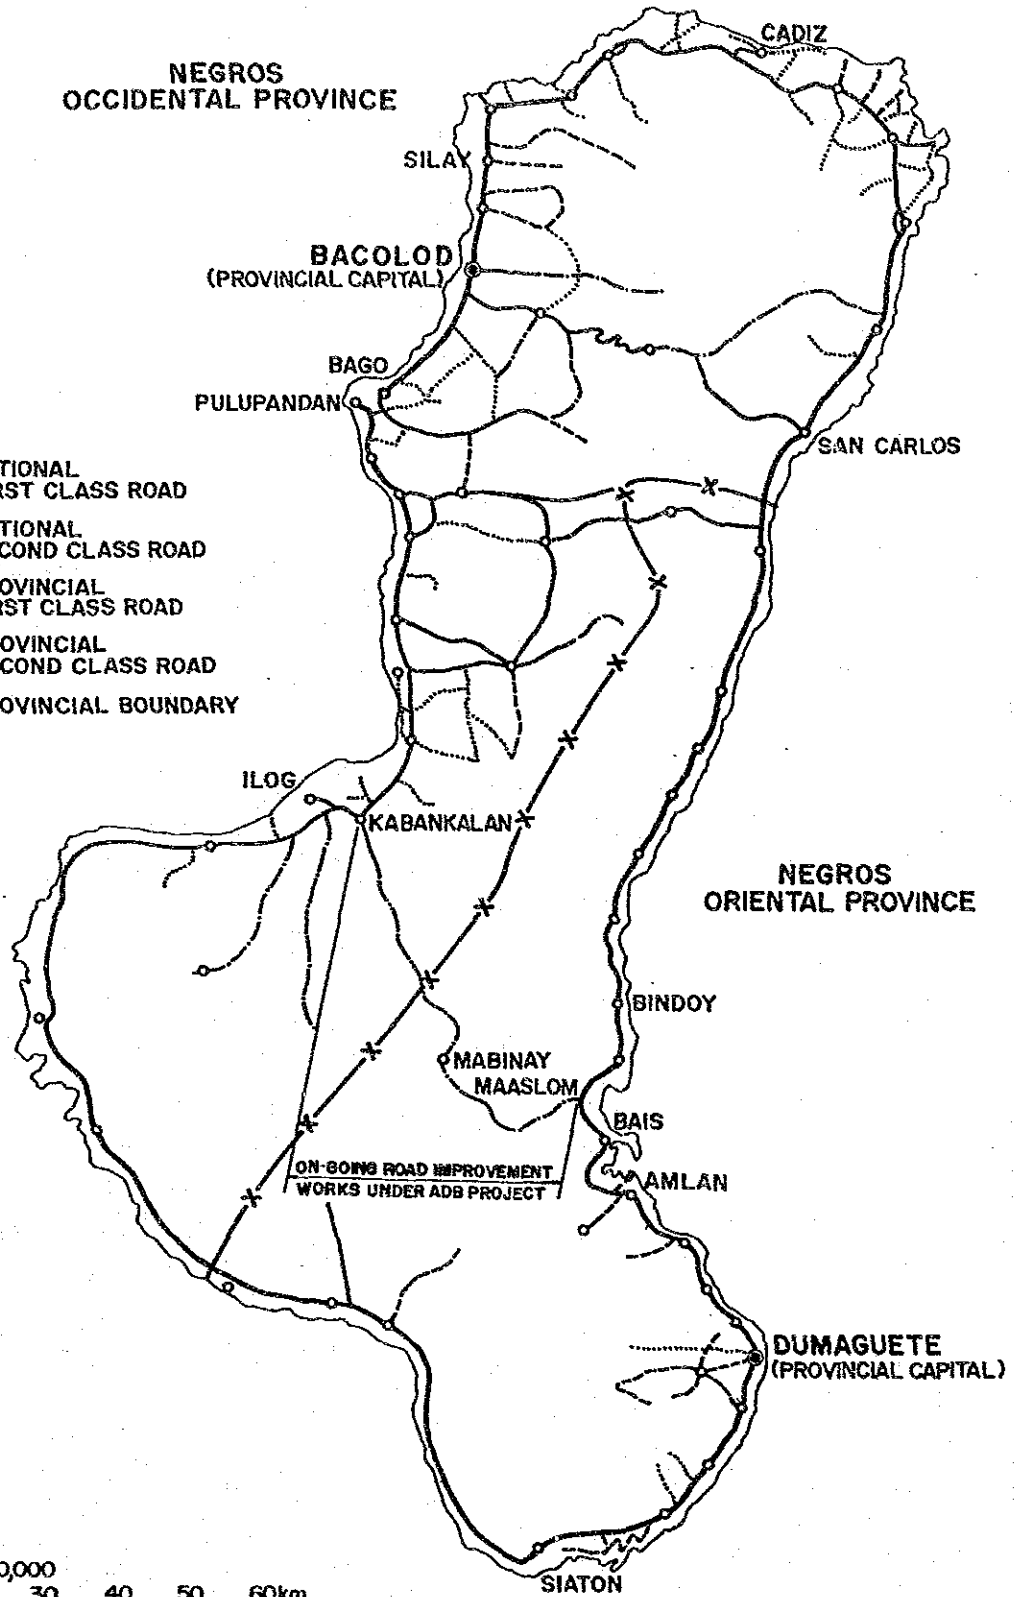 CADIZ
NEGROS
OCCIDENTAL PROVINCE
SILAY
BACOLOD
(PROVINCIAL CAPITAL)
BAGO
PULUPANDAN
SAN CARLOS
TIONAL
RST CLASS ROAD
TIONAL
COND CLASS ROAD
OVINCIAL
RST CLASS ROAD
OVINCIAL
COND CLASS ROAD
OVINCIAL BOUNDARY
ILOG
KABANKALAN
NEGROS
ORIENTAL PROVINCE
BINDOY
MABINAY
MAASLOM
BAIS
ON-GOING ROAD IMPROVEMENT
WORKS UNDER ADB PROJECT
AMLAN
DUMAGUETE
(PROVINCIAL CAPITAL)
0,000
30 40 50 60km
SIATON